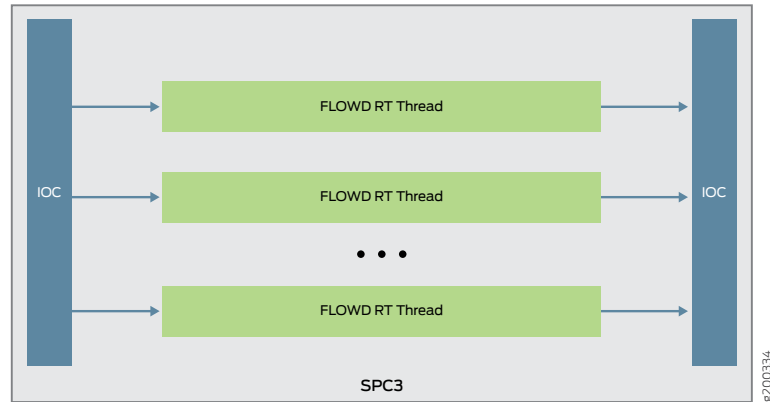 FLOWD RT Thread
IOC
FLOWD RT Thread
IOC
FLOWD RT Thread
SPC3
g200334